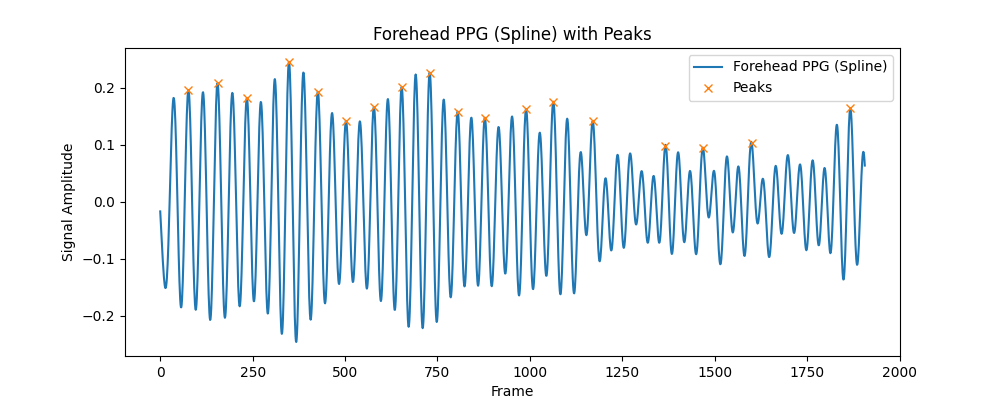 Forehead PPG (Spline) with Peaks
Forehead PPG (Spline)
Peaks
Signal Amplitude
0.2
0.1
0.0
−0.1
−0.2
0 250 500 750 1000 1250 1500 1750 2000
Frame